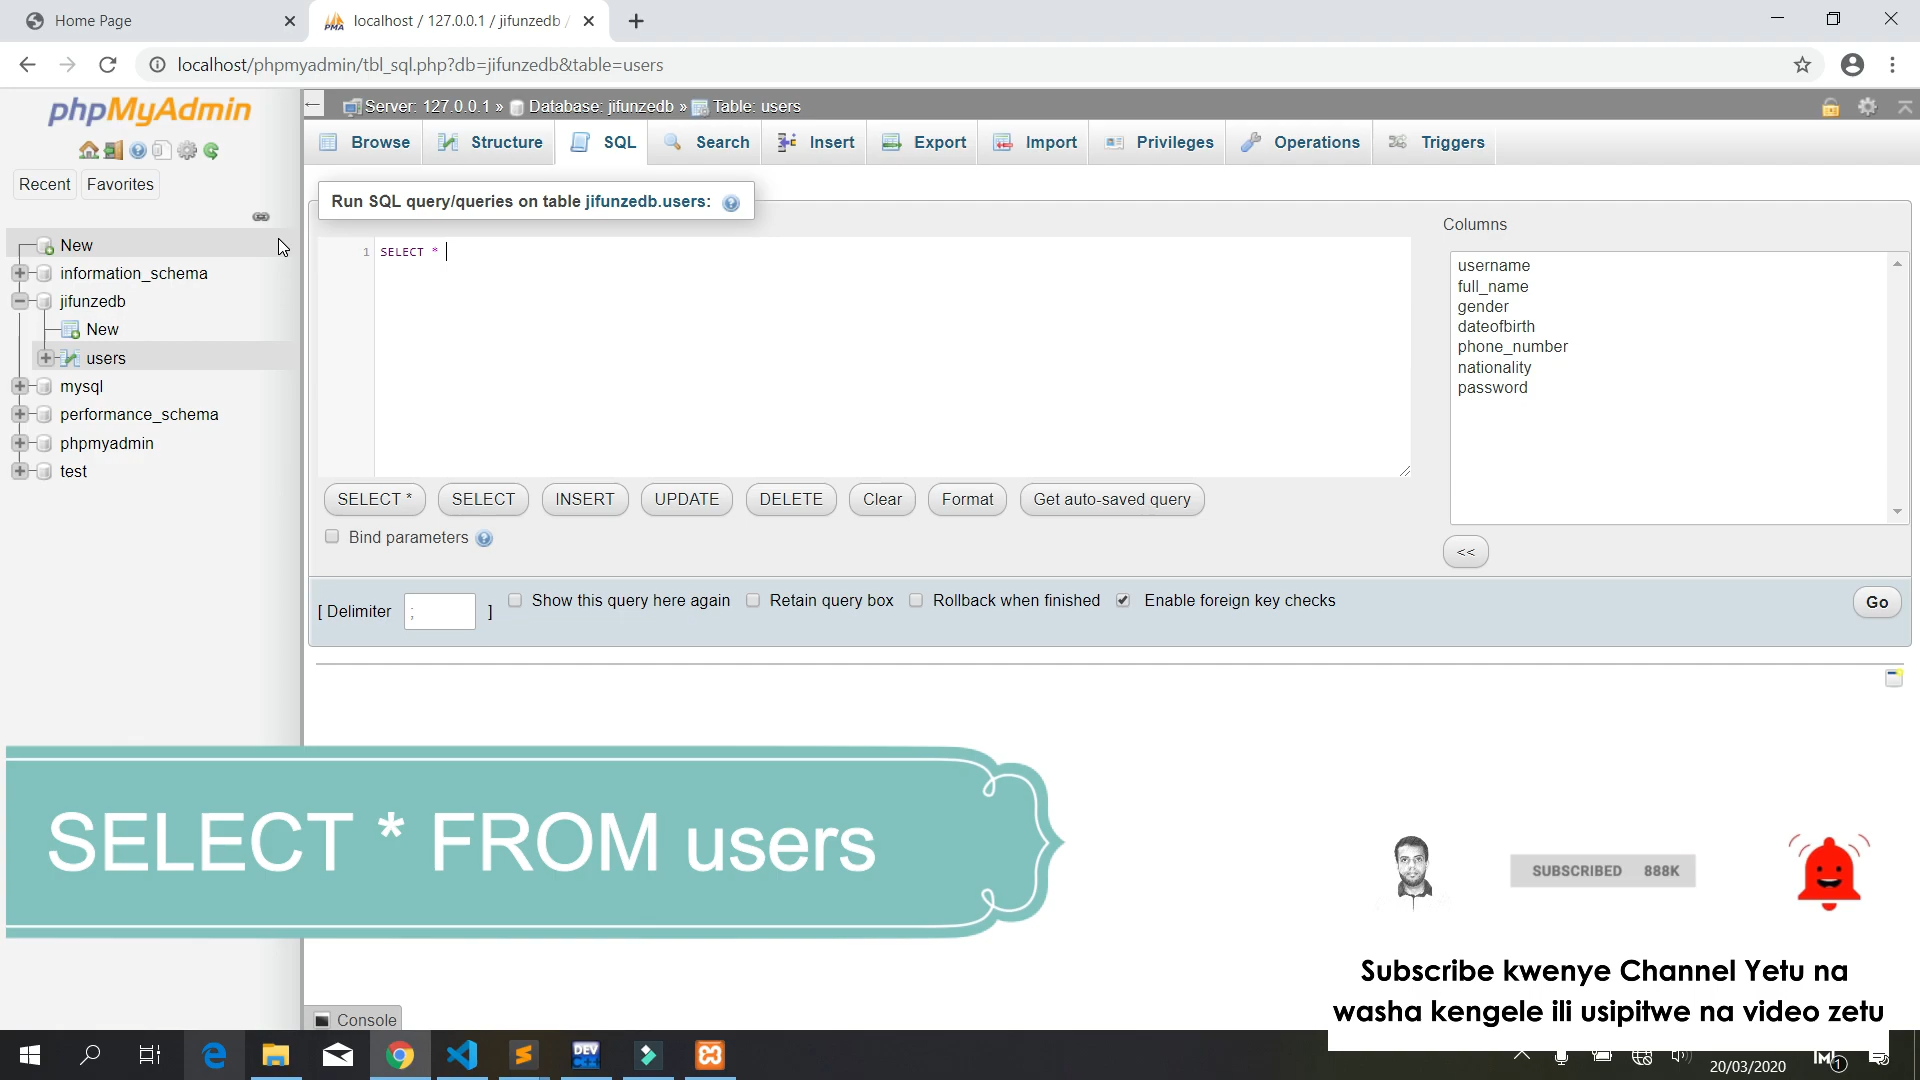 Home Page
localhost / 127.0.0.1 / jifunzedb /
localhost/phpmyadmin/tbl_sql.php?db=jifunzedb&table=users
phpMyAdmin
Recent
Favorites
New
information_schema
jifunzedb
New
users
mysql
performance_schema
phpmyadmin
test
Server: 127.0.0.1 » Database: jifunzedb » Table: users
Browse
Structure
SQL
Search
Insert
Export
Import
Privileges
Operations
Triggers
Run SQL query/queries on table jifunzedb.users:
1 SELECT *
Columns
username
full_name
gender
dateofbirth
phone_number
nationality
password
SELECT *
SELECT
INSERT
UPDATE
DELETE
Clear
Format
Get auto-saved query
<<
Bind parameters
[ Delimiter ; ]
Show this query here again
Retain query box
Rollback when finished
Enable foreign key checks
Go
SELECT * FROM users
SUBSCRIBED 888K
Subscribe kwenye Channel Yetu na
washa kengele ili usipitwe na video zetu
Console
DEV
20/03/2020